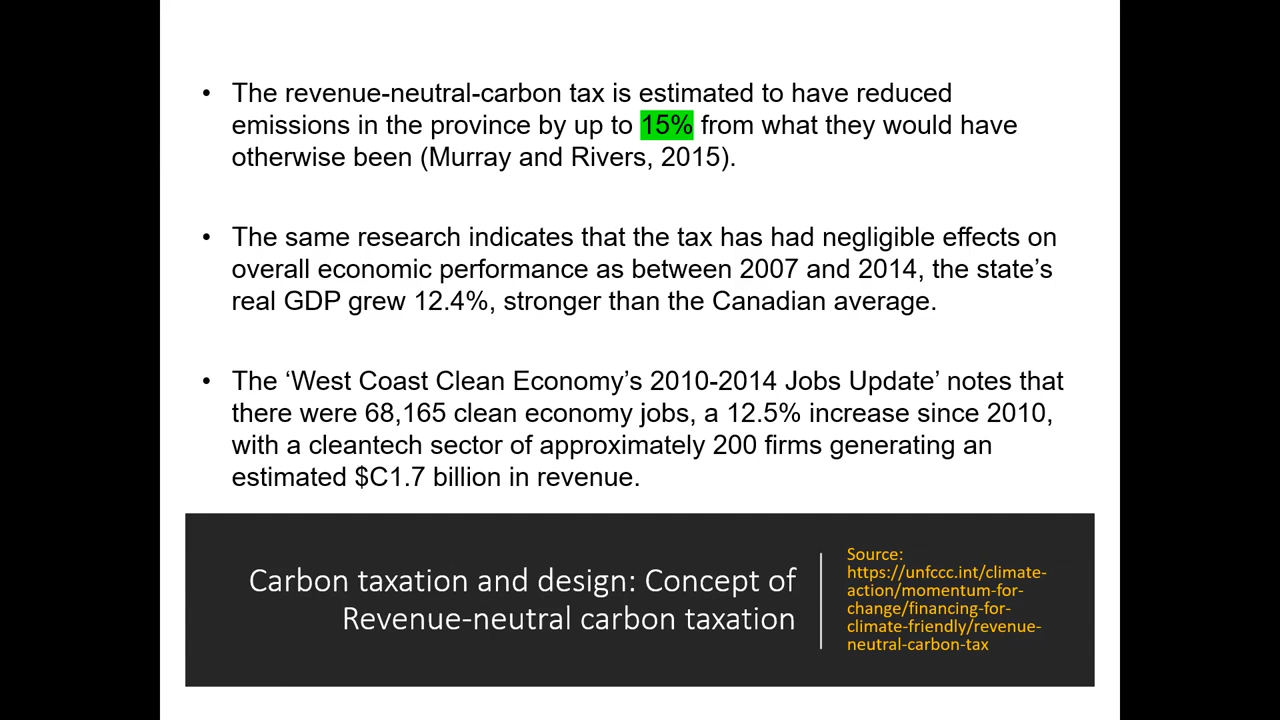 • The revenue-neutral-carbon tax is estimated to have reduced
emissions in the province by up to 15% from what they would have
otherwise been (Murray and Rivers, 2015).
• The same research indicates that the tax has had negligible effects on
overall economic performance as between 2007 and 2014, the state’s
real GDP grew 12.4%, stronger than the Canadian average.
• The ‘West Coast Clean Economy’s 2010-2014 Jobs Update’ notes that
there were 68,165 clean economy jobs, a 12.5% increase since 2010,
with a cleantech sector of approximately 200 firms generating an
estimated $C1.7 billion in revenue.
Carbon taxation and design: Concept of
Revenue-neutral carbon taxation
Source:
https://unfccc.int/climate-
action/momentum-for-
change/financing-for-
climate-friendly/revenue-
neutral-carbon-tax